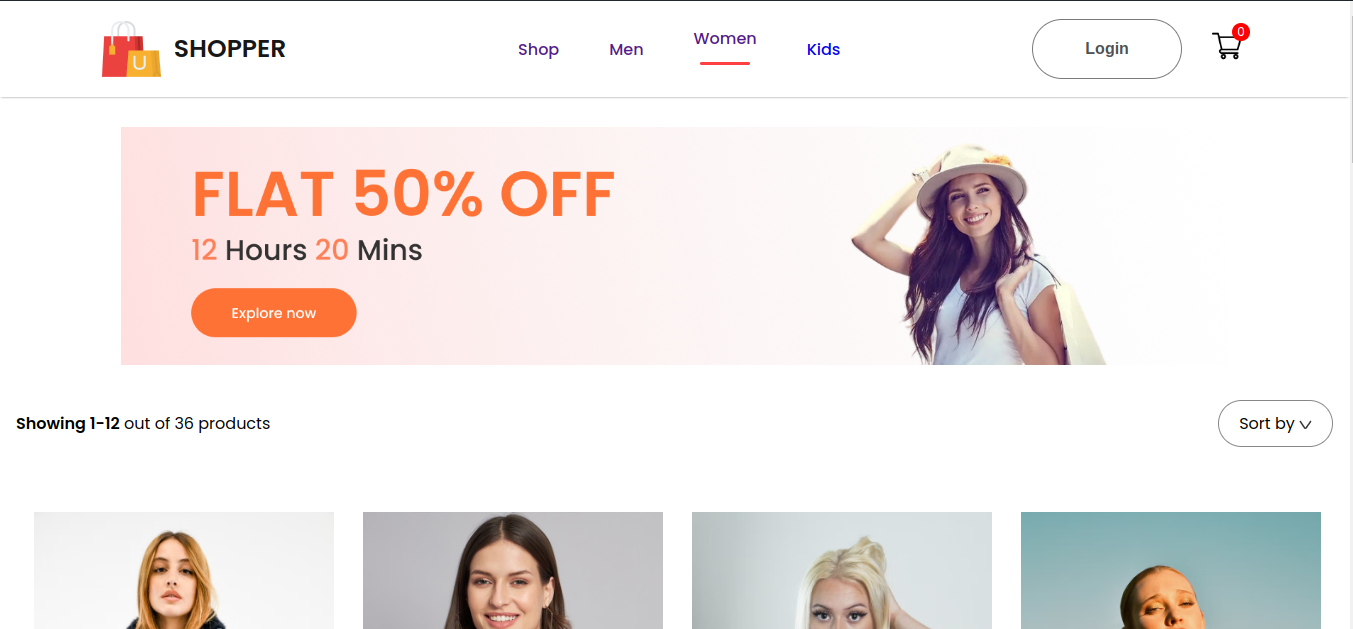 U
SHOPPER
Shop Men Women Kids
Login
0
FLAT 50% OFF
12 Hours 20 Mins
Explore now
Showing 1-12 out of 36 products
Sort by